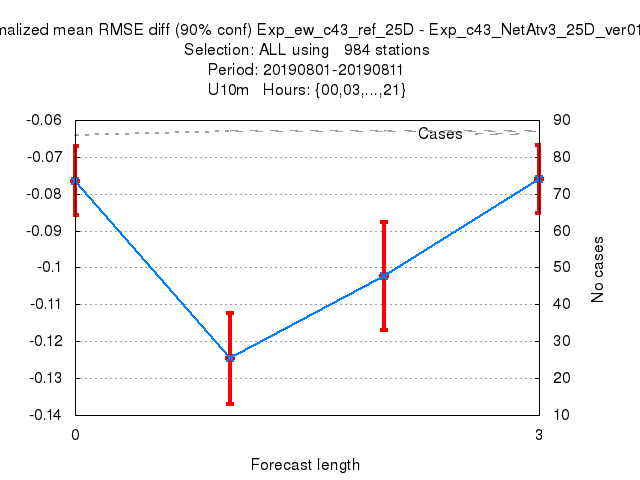 malized mean RMSE diff (90% conf) Exp_ew_c43_ref_25D - Exp_c43_NetAtv3_25D_ver01
Selection: ALL using 984 stations
Period: 20190801-20190811
U10m Hours: {00,03,...,21}
-0.06 90
Cases
-0.07 80
-0.08 70
-0.09 60
-0.1 50
-0.11 40
-0.12 30
-0.13 20
-0.14 10
No cases
0 3
Forecast length